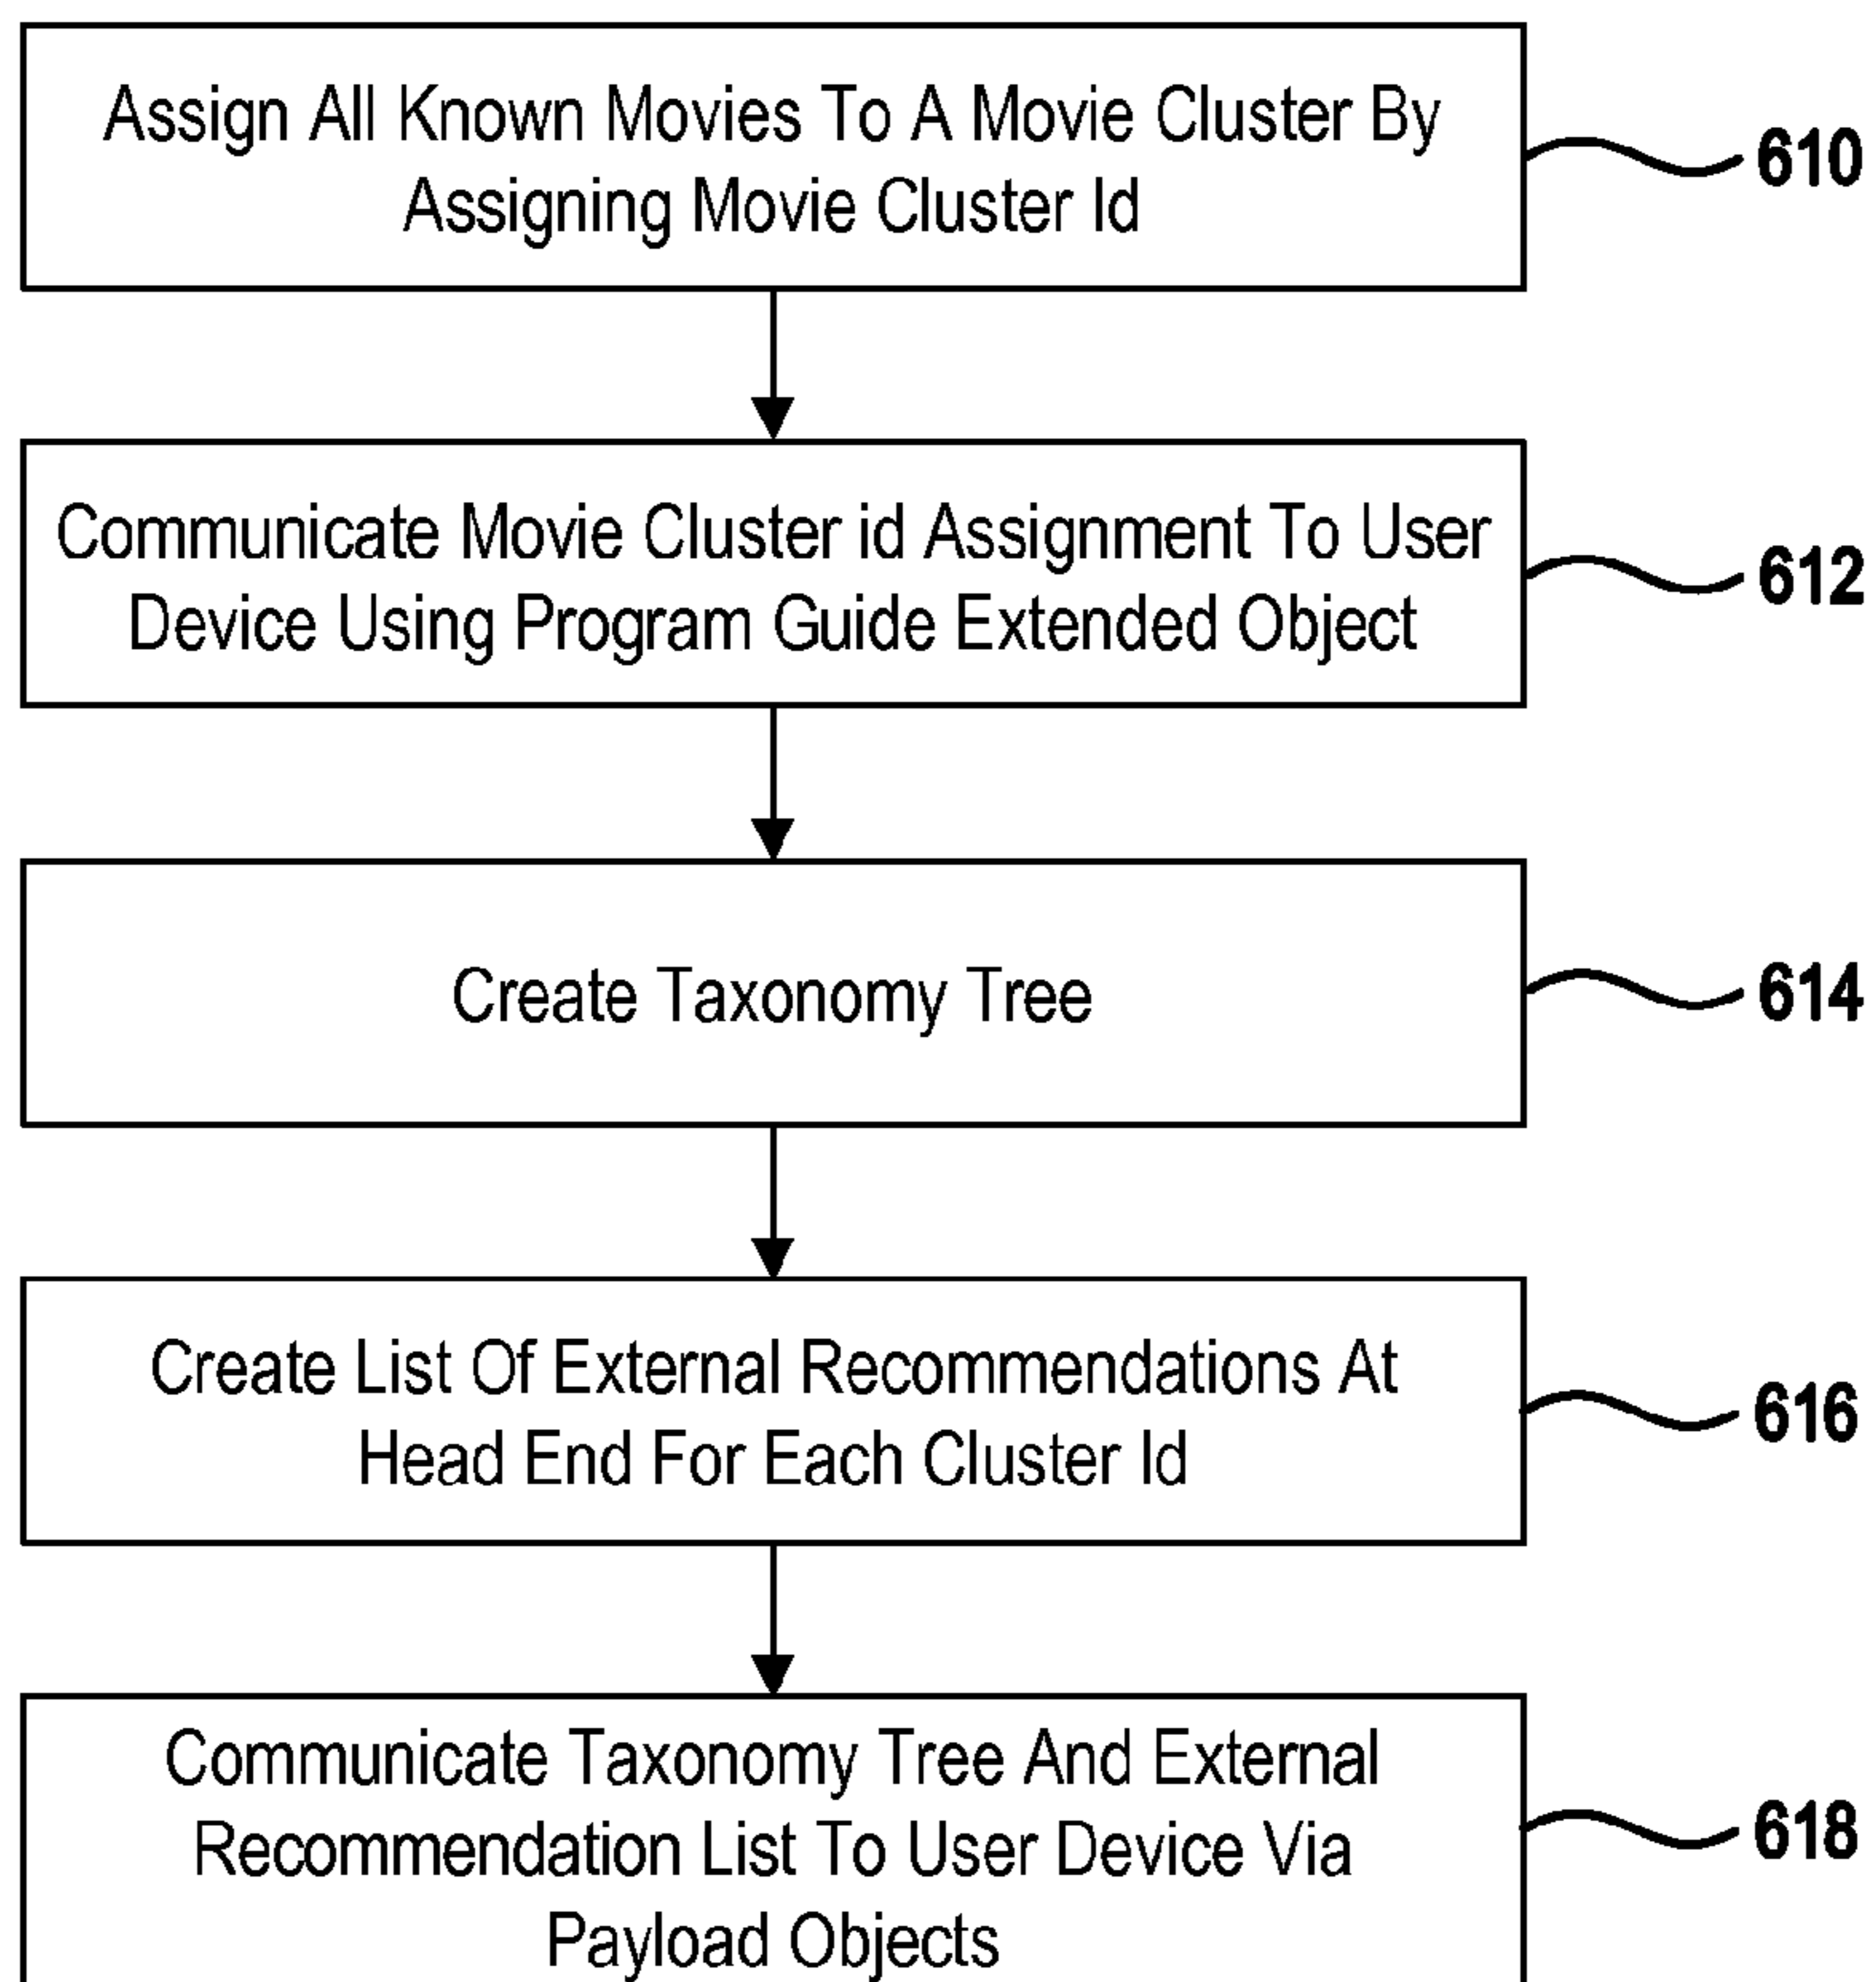 Assign All Known Movies To A Movie Cluster By
Assigning Movie Cluster Id
610
Communicate Movie Cluster id Assignment To User
Device Using Program Guide Extended Object
612
Create Taxonomy Tree
614
Create List Of External Recommendations At
Head End For Each Cluster Id
616
Communicate Taxonomy Tree And External
Recommendation List To User Device Via
Payload Objects
618